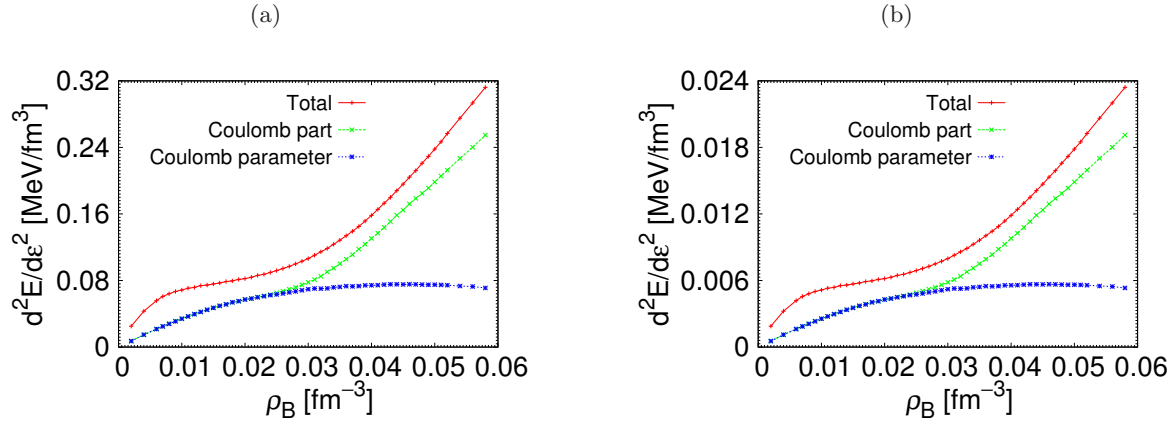 (a)
d²E/dε² [MeV/fm³]
0.32
0.24
0.16
0.08
0
Total
Coulomb part
Coulomb parameter
0 0.01 0.02 0.03 0.04 0.05 0.06
ρ_B [fm⁻³]
(b)
d²E/dε² [MeV/fm³]
0.024
0.018
0.012
0.006
0
Total
Coulomb part
Coulomb parameter
0 0.01 0.02 0.03 0.04 0.05 0.06
ρ_B [fm⁻³]